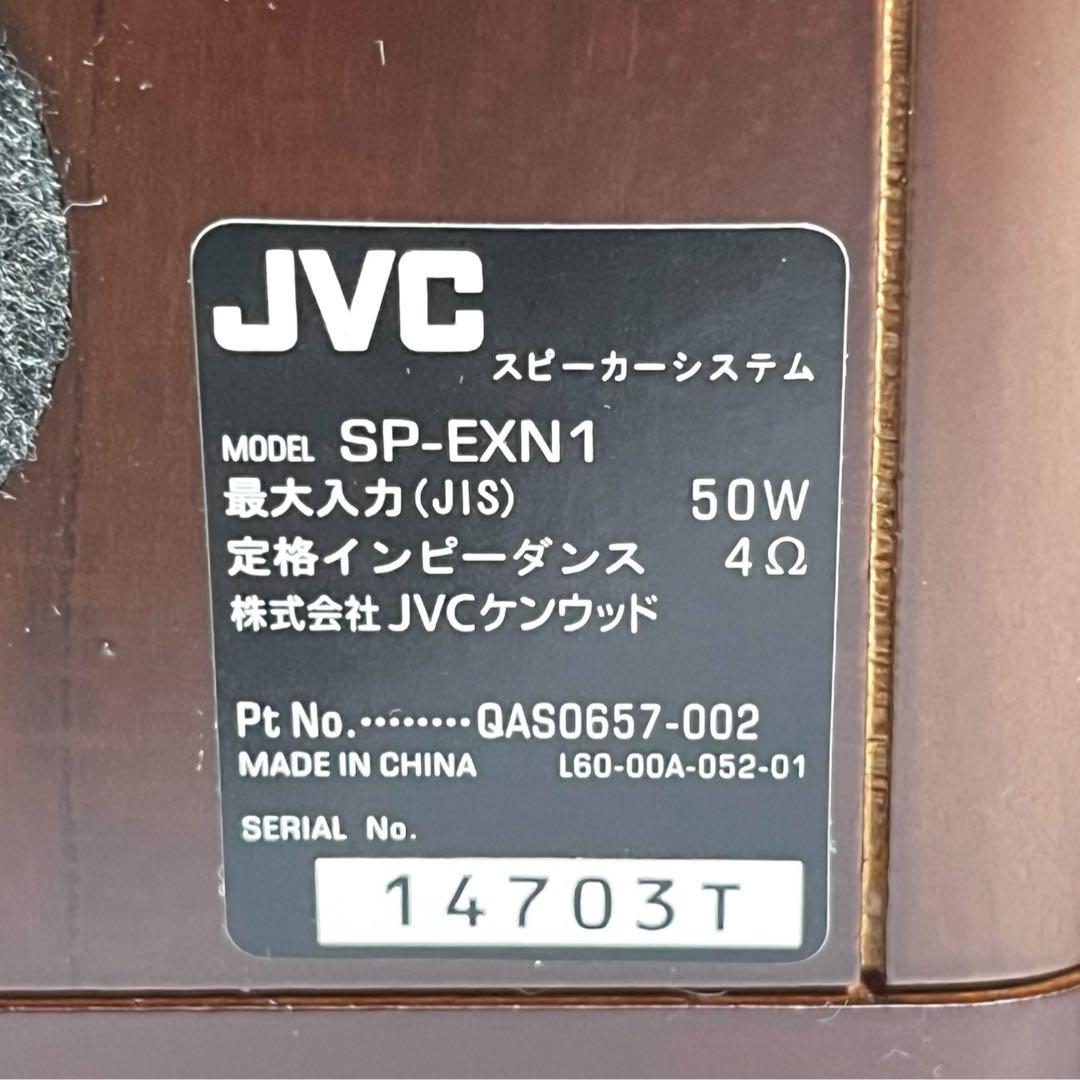 JVC
スピーカーシステム
MODEL SP-EXN1
最大入力(JIS) 50W
定格インピーダンス 4Ω
株式会社JVCケンウッド
Pt No.········QAS0657-002
MADE IN CHINA L60-00A-052-01
SERIAL No.
14703T